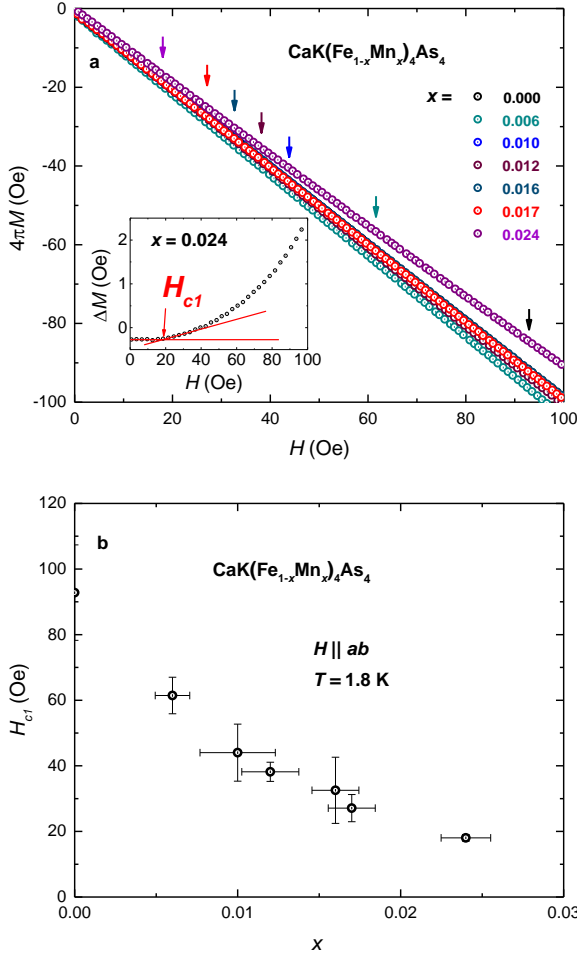 0
a
CaK(Fe1-xMnx)4As4
x =
0.000
0.006
0.010
0.012
0.016
0.017
0.024
-20
-40
-60
-80
-100
4πM (Oe)
x = 0.024
Hc1
2
1
0
ΔM (Oe)
0 20 40 60 80 100
H (Oe)
0 20 40 60 80 100
H (Oe)
120
100
80
60
40
20
0
Hc1 (Oe)
b
CaK(Fe1-xMnx)4As4
H || ab
T = 1.8 K
0.00 0.01 0.02 0.03
x